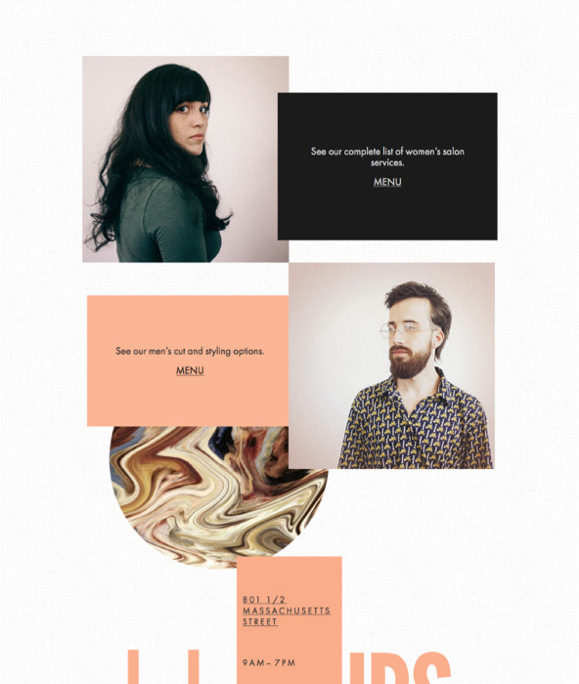 See our complete list of women's salon
services.
MENU
See our men's cut and styling options.
MENU
801 1/2
MASSACHUSETTS
STREET
9AM– 7PM